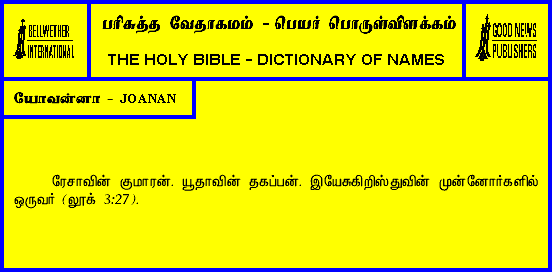 BELLWETHER
INTERNATIONAL
பரிசுத்த வேதாகமம் - பெயர் பொருள்விளக்கம்
THE HOLY BIBLE - DICTIONARY OF NAMES
GOOD NEWS
PUBLISHERS
யோவன்னா - JOANAN
ரேசாவின் குமாரன். யூதாவின் தகப்பன். இயேசுகிறிஸ்துவின் முன்னோர்களில்
ஒருவர் (லூக் 3:27).